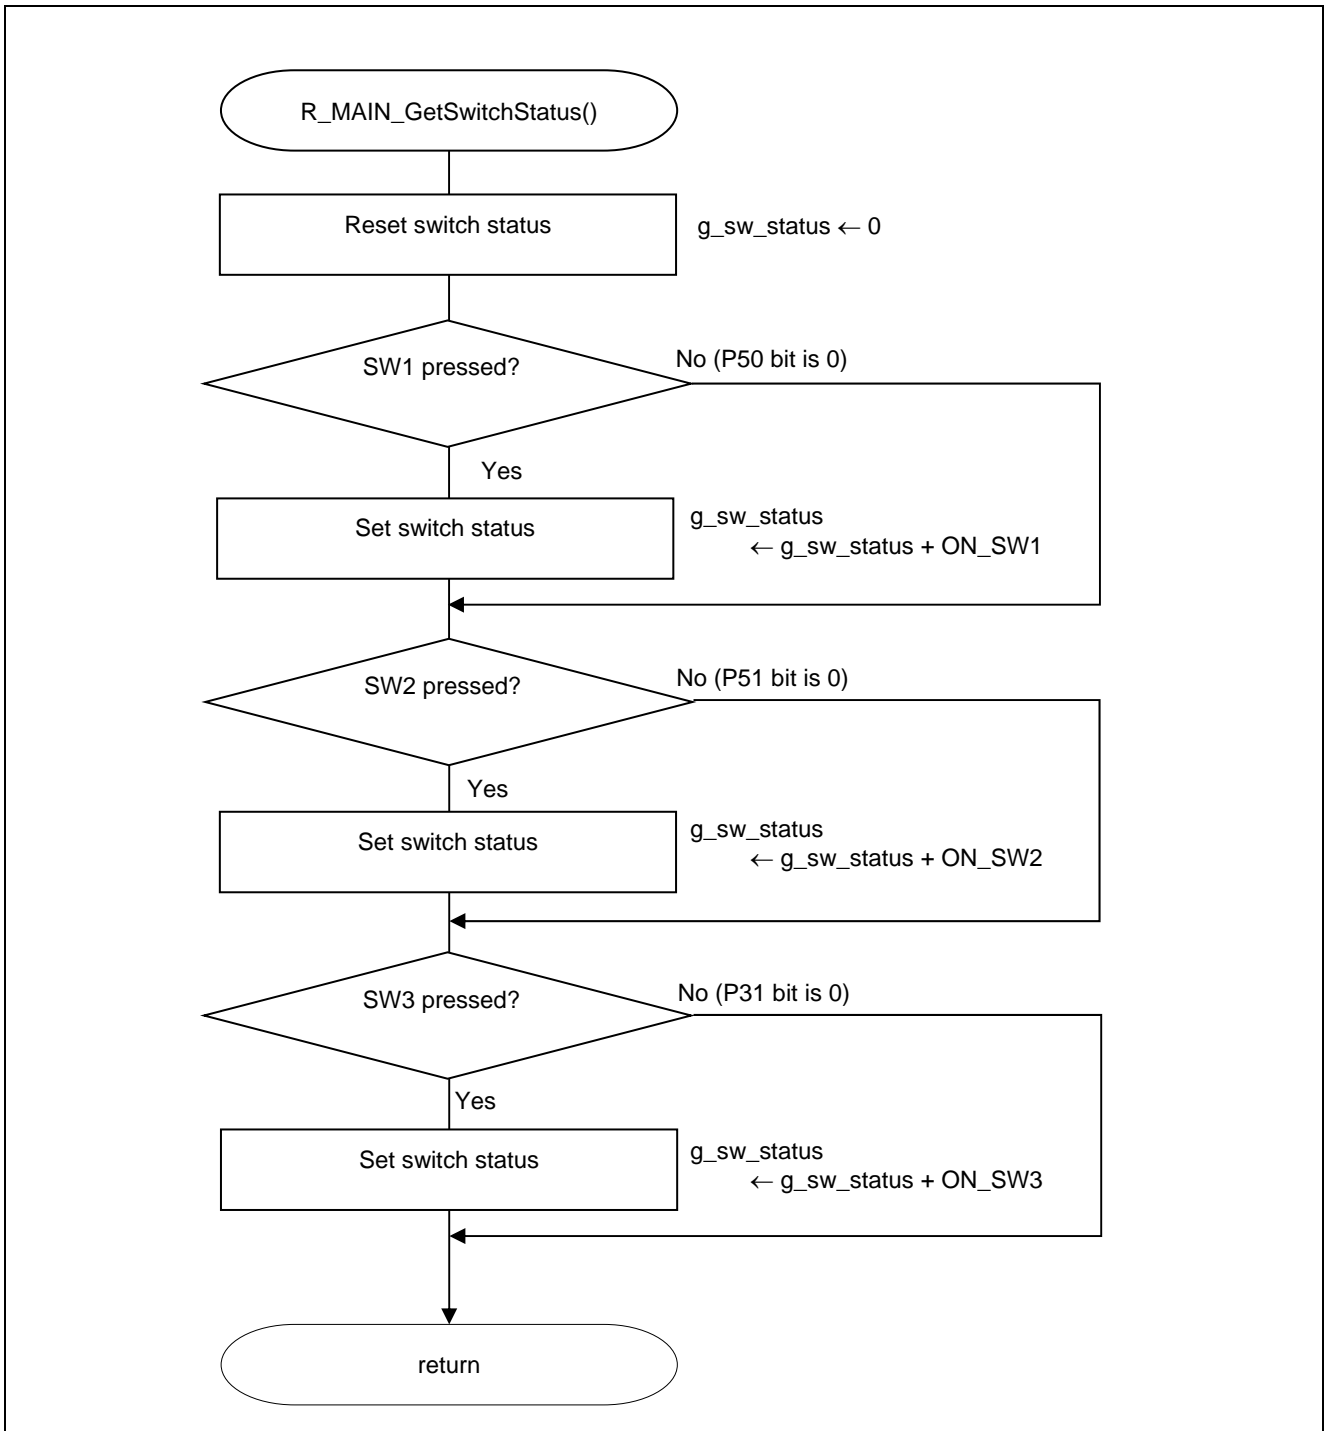 R_MAIN_GetSwitchStatus()
Reset switch status
g_sw_status ← 0
SW1 pressed?
No (P50 bit is 0)
Yes
Set switch status
g_sw_status
← g_sw_status + ON_SW1
SW2 pressed?
No (P51 bit is 0)
Yes
Set switch status
g_sw_status
← g_sw_status + ON_SW2
SW3 pressed?
No (P31 bit is 0)
Yes
Set switch status
g_sw_status
← g_sw_status + ON_SW3
return